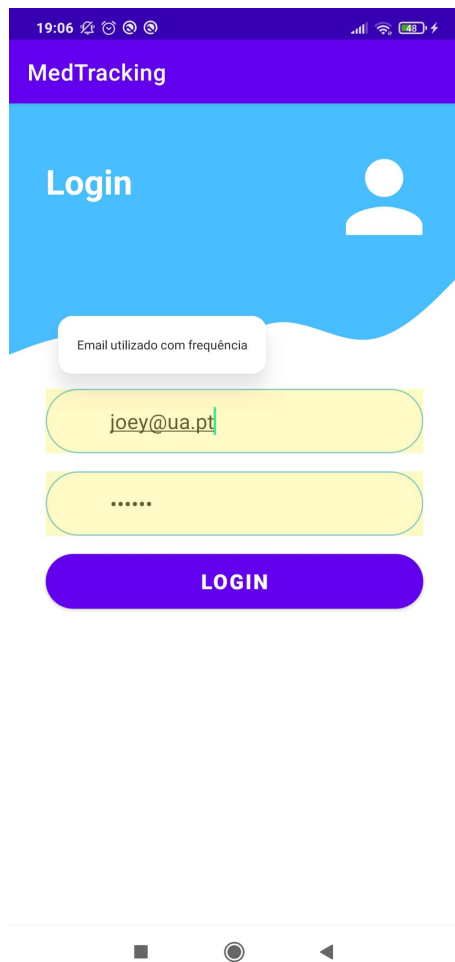 19:06 48
MedTracking
Login
Email utilizado com frequência
joey@ua.pt
••••••
LOGIN